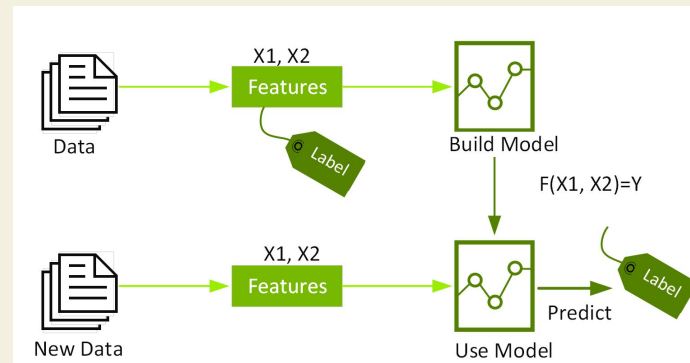 X1, X2
Features
Data
Label
Build Model
F(X1, X2)=Y
X1, X2
Features
Label
Predict
New Data
Use Model